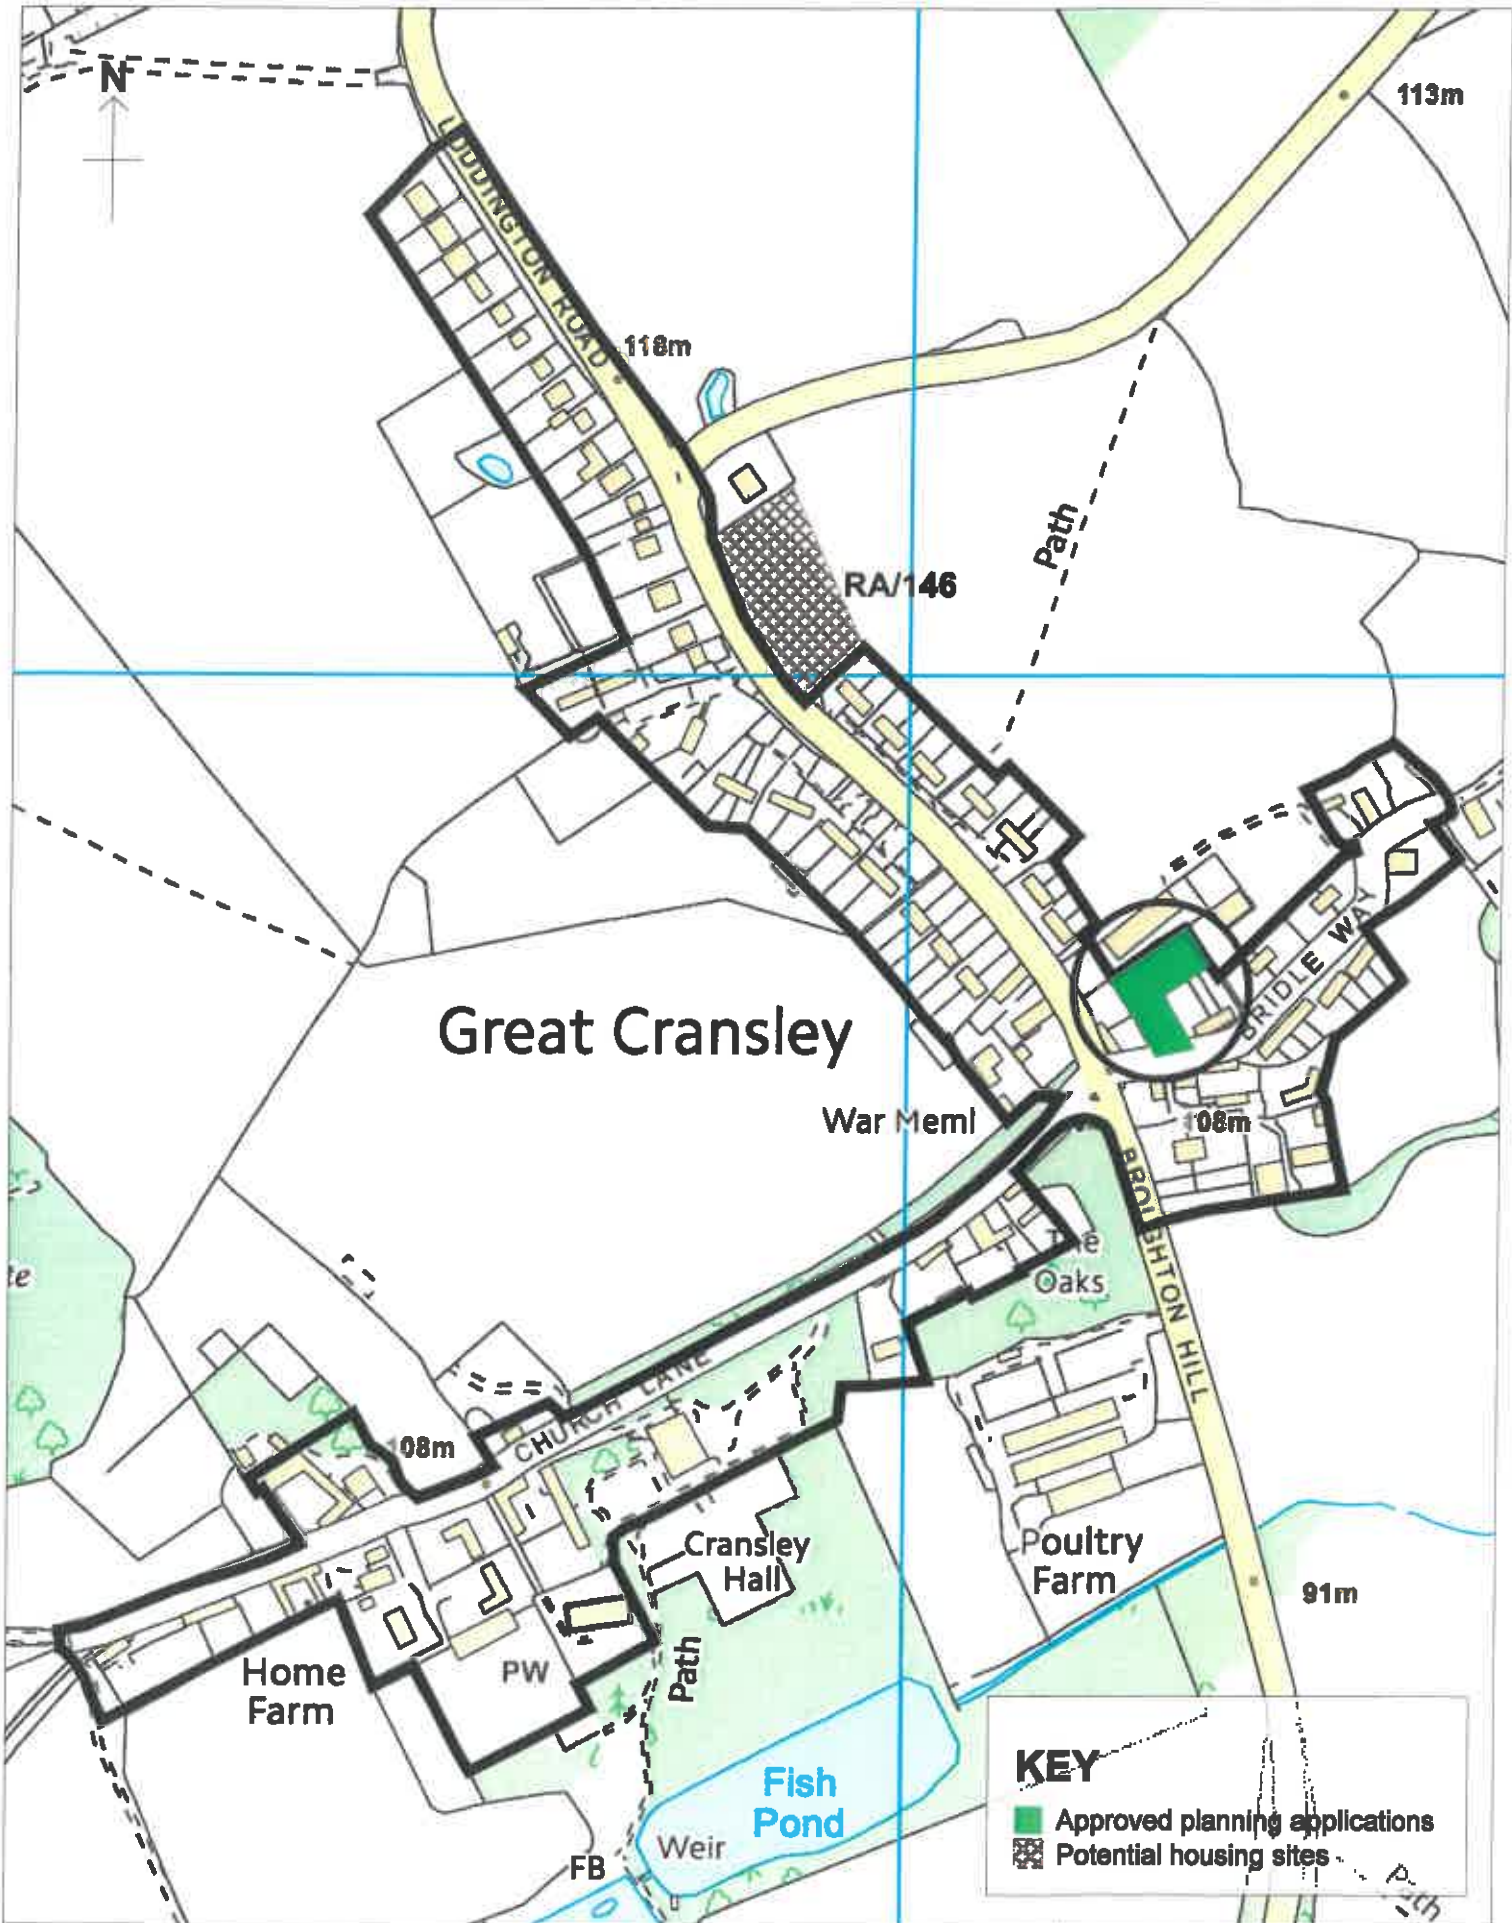 N
113m
LODDINGTON ROAD
118m
Path
RA/146
BRIDLE WAY
Great Cransley
War Meml
108m
BROUGHTON HILL
The
Oaks
te
CHURCH LANE
108m
Cransley
Hall
Poultry
Farm
91m
Home
Farm
PW
Path
KEY
Fish
Pond
Approved planning applications
Potential housing sites
Weir
FB
Path